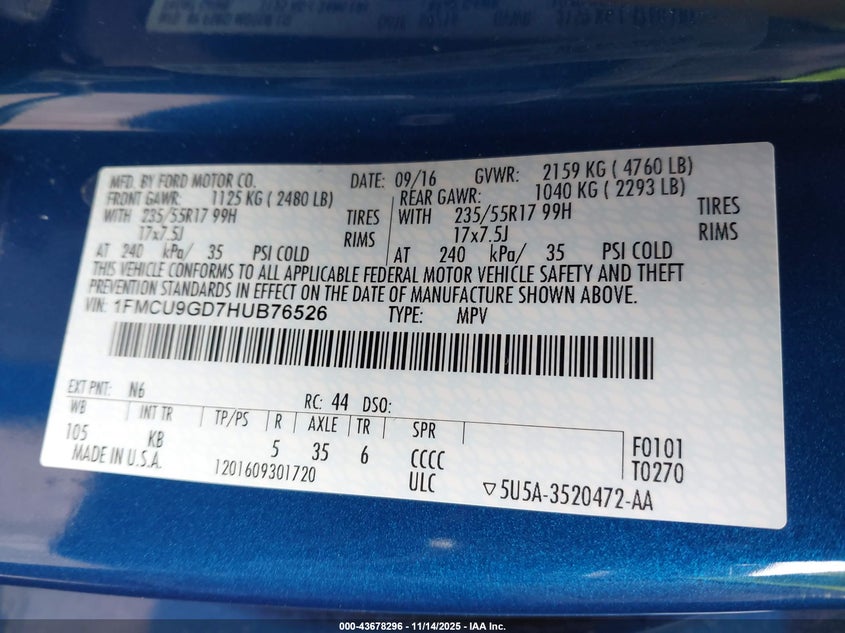 MFD. BY FORD MOTOR CO. DATE: 09/16 GVWR: 2159 KG ( 4760 LB)
FRONT GAWR: 1125 KG ( 2480 LB) REAR GAWR: 1040 KG ( 2293 LB)
WITH 235/55R17 99H TIRES WITH 235/55R17 99H TIRES
17x7.5J RIMS 17x7.5J RIMS
AT 240 kPa/ 35 PSI COLD AT 240 kPa/ 35 PSI COLD
THIS VEHICLE CONFORMS TO ALL APPLICABLE FEDERAL MOTOR VEHICLE SAFETY AND THEFT
PREVENTION STANDARDS IN EFFECT ON THE DATE OF MANUFACTURE SHOWN ABOVE.
VIN: 1FMCU9GD7HUB76526 TYPE: MPV
EXT PNT: N6 RC: 44 DSO:
WB INT TR TP/PS R AXLE TR SPR
105 KB 5 35 6 CCCC F0101
MADE IN U.S.A. 1201609301720 ULC T0270
▽5U5A-3520472-AA
000-43678296 - 11/14/2025 - IAA Inc.